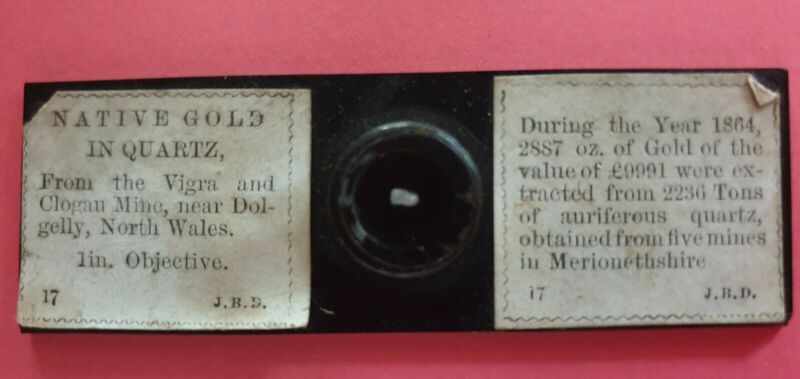 NATIVE GOLD
IN QUARTZ,
From the Vigra and
Clogau Mine, near Dol-
gelly, North Wales.
1in. Objective.
17 J.B.D.
During the Year 1864,
2887 oz. of Gold of the
value of £9991 were ex-
tracted from 2236 Tons
of auriferous quartz,
obtained from five mines
in Merionethshire
17 J.B.D.